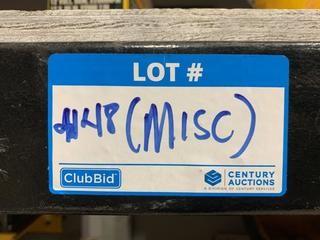 LOT #
#48 (MISC)
ClubBid
CENTURY
AUCTIONS
A DIVISION OF CENTURY SERVICES